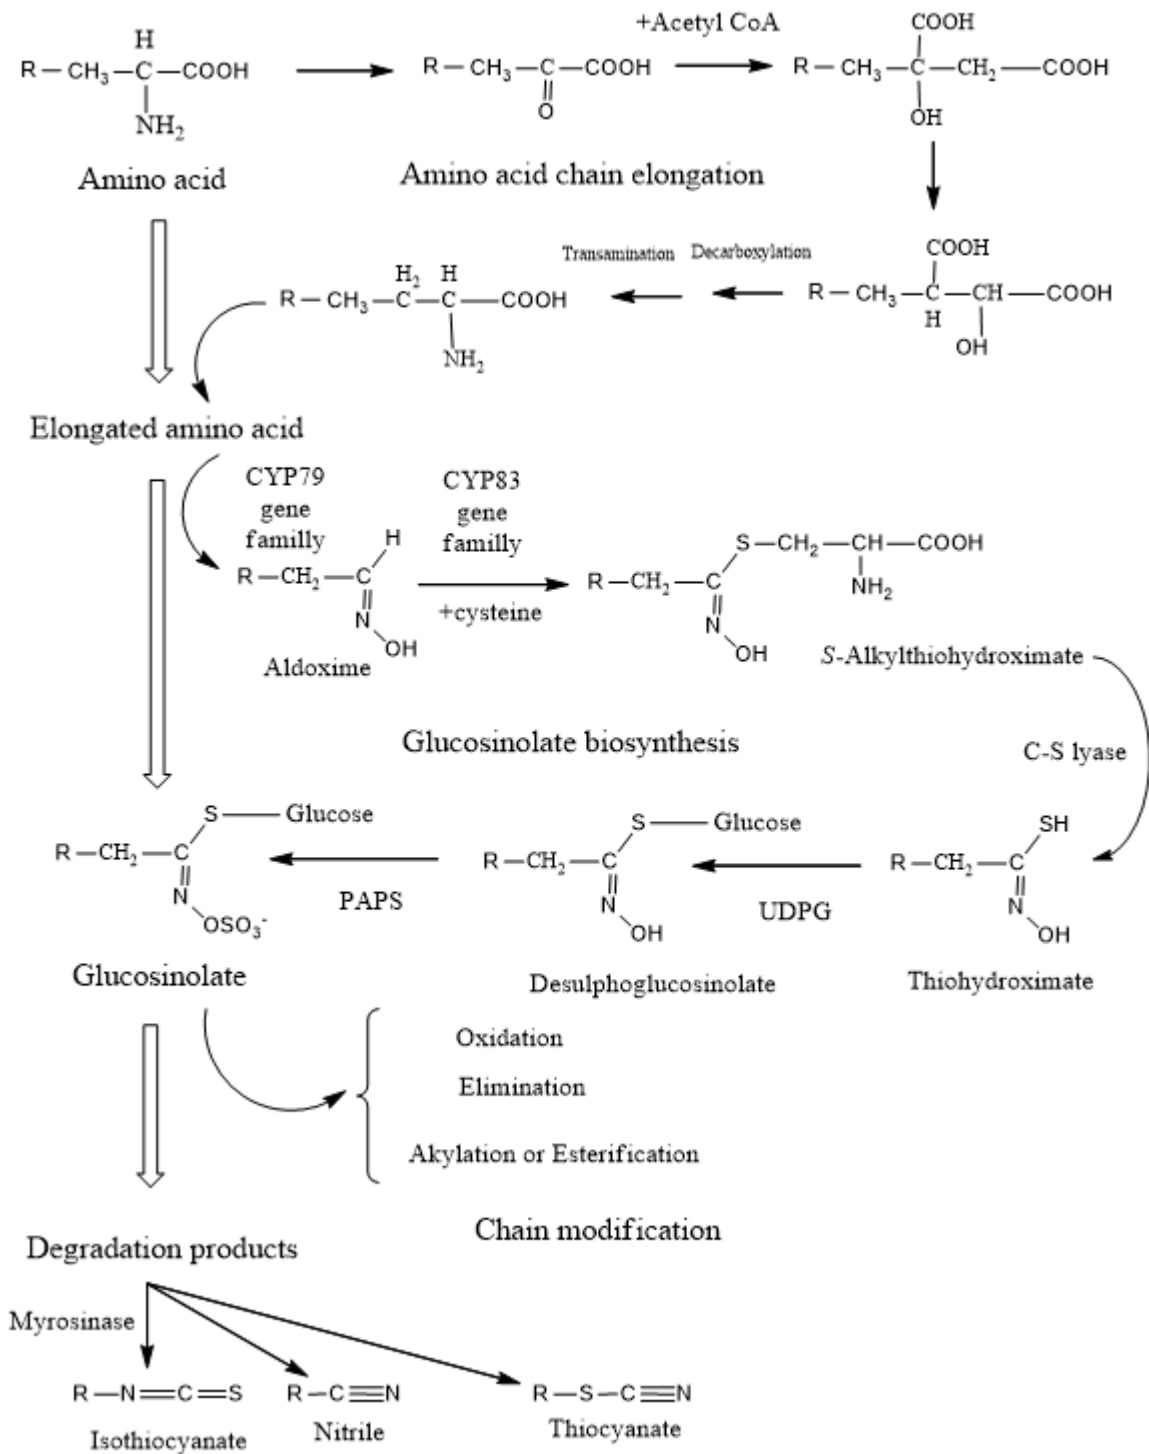 +Acetyl CoA
H
R—CH₃—C—COOH
NH₂
R—CH₃—C—COOH
O
COOH
R—CH₃—C—CH₂—COOH
OH
Amino acid
Amino acid chain elongation
Transamination
Decarboxylation
H₂ H
R—CH₃—C—C—COOH
NH₂
COOH
R—CH₃—C—CH—COOH
H
OH
Elongated amino acid
CYP79
gene
familly
H
R—CH₂—C
N
OH
Aldoxime
CYP83
gene
familly
+cysteine
S—CH₂—CH—COOH
NH₂
R—CH₂—C
N
OH
S-Alkylthiohydroximate
Glucosinolate biosynthesis
C-S lyase
S—Glucose
R—CH₂—C
N
OSO₃⁻
PAPS
S—Glucose
R—CH₂—C
N
OH
UDPG
SH
R—CH₂—C
N
OH
Glucosinolate
Desulphoglucosinolate
Thiohydroximate
Oxidation
Elimination
Akylation or Esterification
Chain modification
Degradation products
Myrosinase
R—N=C=S
Isothiocyanate
R—C≡N
Nitrile
R—S—C≡N
Thiocyanate